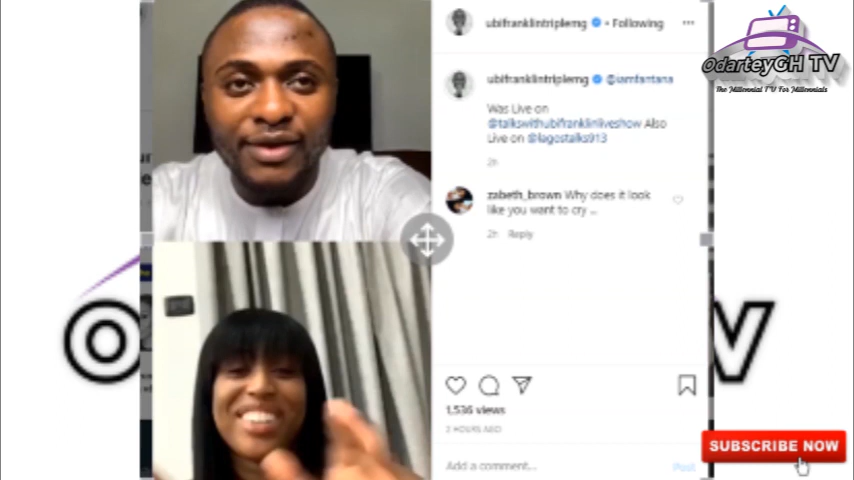 ubifranklintriplemg • Following
ubifranklintriplemg @iamfantana
Was Live on
@talkswithubifranklinliveshow Also
Live on @lagostalks913
2h
zabeth_brown Why does it look
like you want to cry ...
2h Reply
1,536 views
2 HOURS AGO
Add a comment...
Post
OdarteyGH TV
The Millennial TV For Millennials
SUBSCRIBE NOW